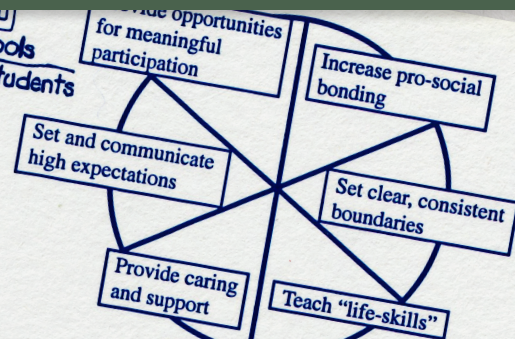 opportunities
for meaningful
participation
Increase pro-social
bonding
Set and communicate
high expectations
Set clear, consistent
boundaries
Provide caring
and support
Teach “life-skills”